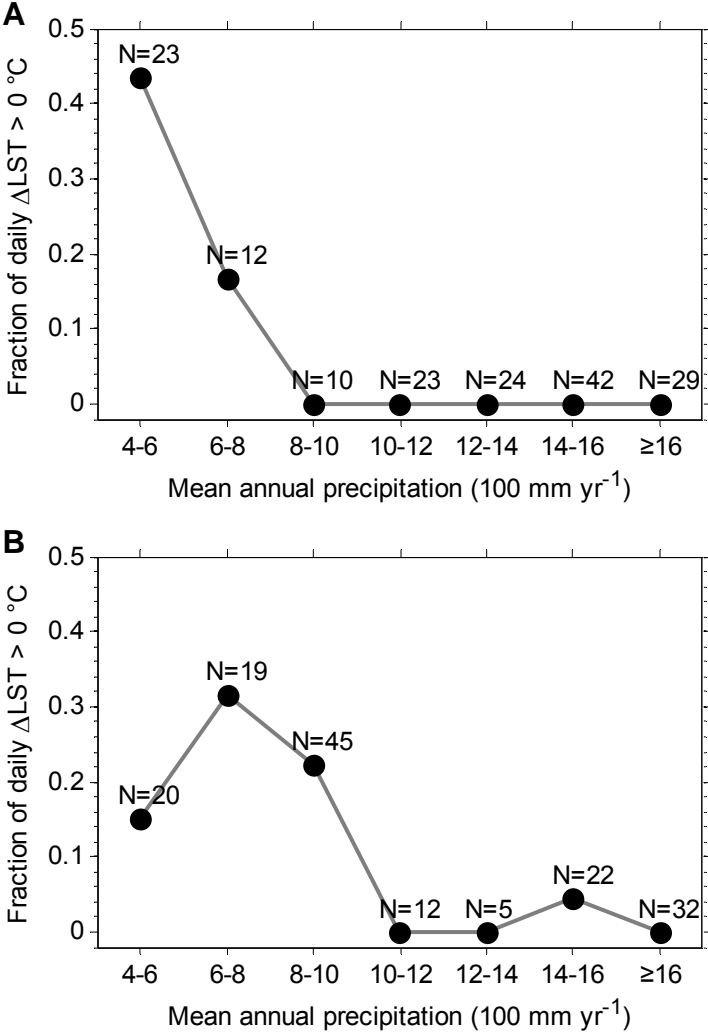 A
Fraction of daily ΔLST > 0 °C
0.5
0.4
0.3
0.2
0.1
0
N=23
N=12
N=10 N=23 N=24 N=42 N=29
4-6 6-8 8-10 10-12 12-14 14-16 ≥16
Mean annual precipitation (100 mm yr⁻¹)
B
Fraction of daily ΔLST > 0 °C
0.5
0.4
0.3
0.2
0.1
0
N=20
N=19
N=45
N=12 N=5 N=22 N=32
4-6 6-8 8-10 10-12 12-14 14-16 ≥16
Mean annual precipitation (100 mm yr⁻¹)